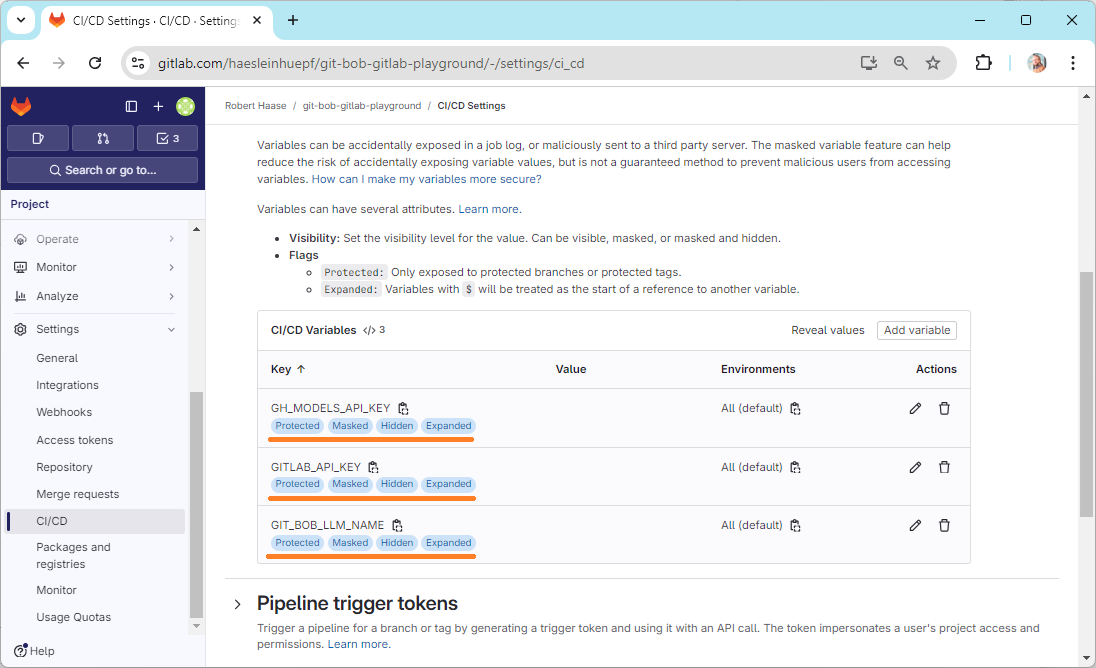 CI/CD Settings · CI/CD · Setting
gitlab.com/haesleinhuepf/git-bob-gitlab-playground/-/settings/ci_cd
3
Search or go to...
Project
Operate
Monitor
Analyze
Settings
General
Integrations
Webhooks
Access tokens
Repository
Merge requests
CI/CD
Packages and
registries
Monitor
Usage Quotas
Help
Robert Haase / git-bob-gitlab-playground / CI/CD Settings
Variables can be accidentally exposed in a job log, or maliciously sent to a third party server. The masked variable feature can help
reduce the risk of accidentally exposing variable values, but is not a guaranteed method to prevent malicious users from accessing
variables. How can I make my variables more secure?
Variables can have several attributes. Learn more.
• Visibility: Set the visibility level for the value. Can be visible, masked, or masked and hidden.
• Flags
Protected: Only exposed to protected branches or protected tags.
Expanded: Variables with $ will be treated as the start of a reference to another variable.
CI/CD Variables </> 3 Reveal values Add variable
Key ↑ Value Environments Actions
GH_MODELS_API_KEY All (default)
Protected Masked Hidden Expanded
GITLAB_API_KEY All (default)
Protected Masked Hidden Expanded
GIT_BOB_LLM_NAME All (default)
Protected Masked Hidden Expanded
Pipeline trigger tokens
Trigger a pipeline for a branch or tag by generating a trigger token and using it with an API call. The token impersonates a user's project access and
permissions. Learn more.